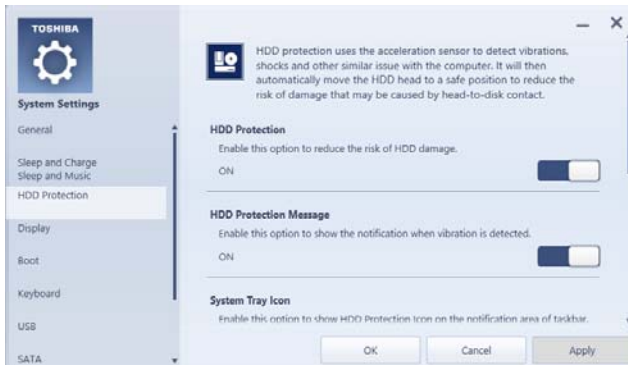 TOSHIBA
System Settings
General
Sleep and Charge
Sleep and Music
HDD Protection
Display
Boot
Keyboard
USB
SATA
HDD protection uses the acceleration sensor to detect vibrations,
shocks and other similar issue with the computer. It will then
automatically move the HDD head to a safe position to reduce the
risk of damage that may be caused by head-to-disk contact.
HDD Protection
Enable this option to reduce the risk of HDD damage.
ON
HDD Protection Message
Enable this option to show the notification when vibration is detected.
ON
System Tray Icon
Enable this option to show HDD Protection Icon on the notification area of taskbar.
OK
Cancel
Apply